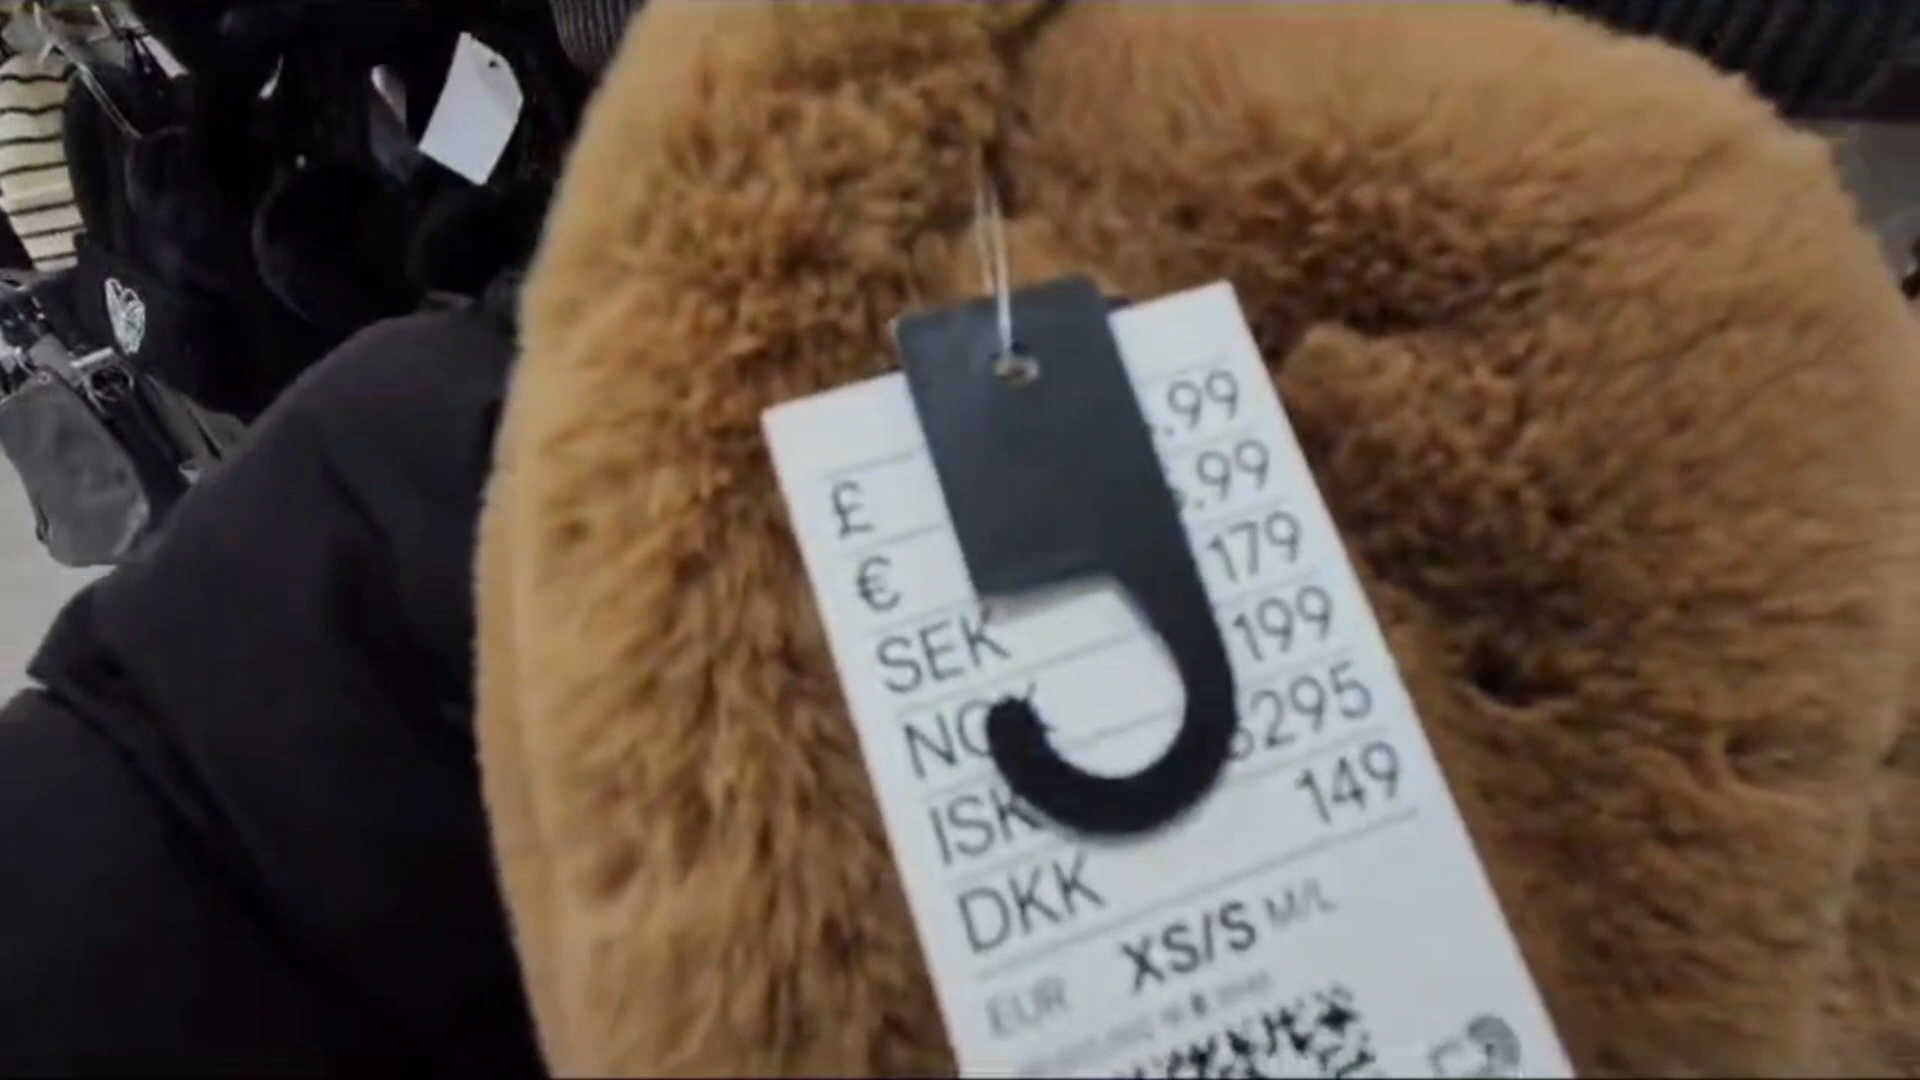 £ .99
€ .99
SEK 179
NOK 199
ISK 295
DKK 149
EUR XS/S M/L